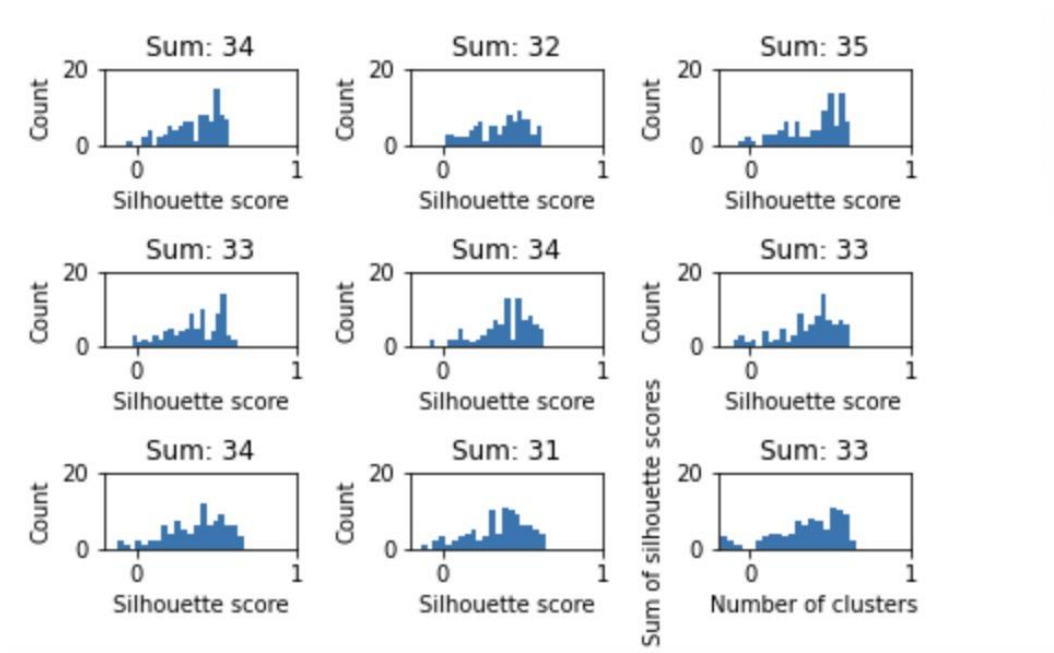 Sum: 34
Sum: 32
Sum: 35
20
0
Count
0
1
Silhouette score
20
0
Count
0
1
Silhouette score
20
0
Count
0
1
Silhouette score
Sum: 33
Sum: 34
Sum: 33
20
0
Count
0
1
Silhouette score
20
0
Count
0
1
Silhouette score
20
0
Count
0
1
Silhouette score
Sum: 34
Sum: 31
Sum: 33
20
0
Count
0
1
Silhouette score
20
0
Count
0
1
Silhouette score
20
0
Sum of silhouette scores
0
1
Number of clusters